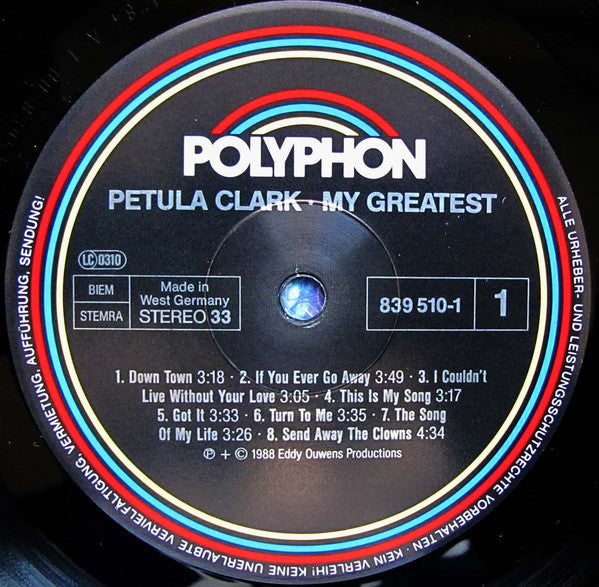 POLYPHON
PETULA CLARK · MY GREATEST
LC 0310
BIEM
STEMRA
Made in
West Germany
STEREO 33
839 510-1
1
1. Down Town 3:18 · 2. If You Ever Go Away 3:49 · 3. I Couldn't
Live Without Your Love 3:05 · 4. This Is My Song 3:17
5. Got It 3:33 · 6. Turn To Me 3:35 · 7. The Song
Of My Life 3:26 · 8. Send Away The Clowns 4:34
℗ + © 1988 Eddy Ouwens Productions
ALLE URHEBER- UND LEISTUNGSSCHUTZRECHTE VORBEHALTEN · KEIN VERLEIH! KEINE UNERLAUBTE VERVIELFÄLTIGUNG, VERMIETUNG, AUFFÜHRUNG, SENDUNG!